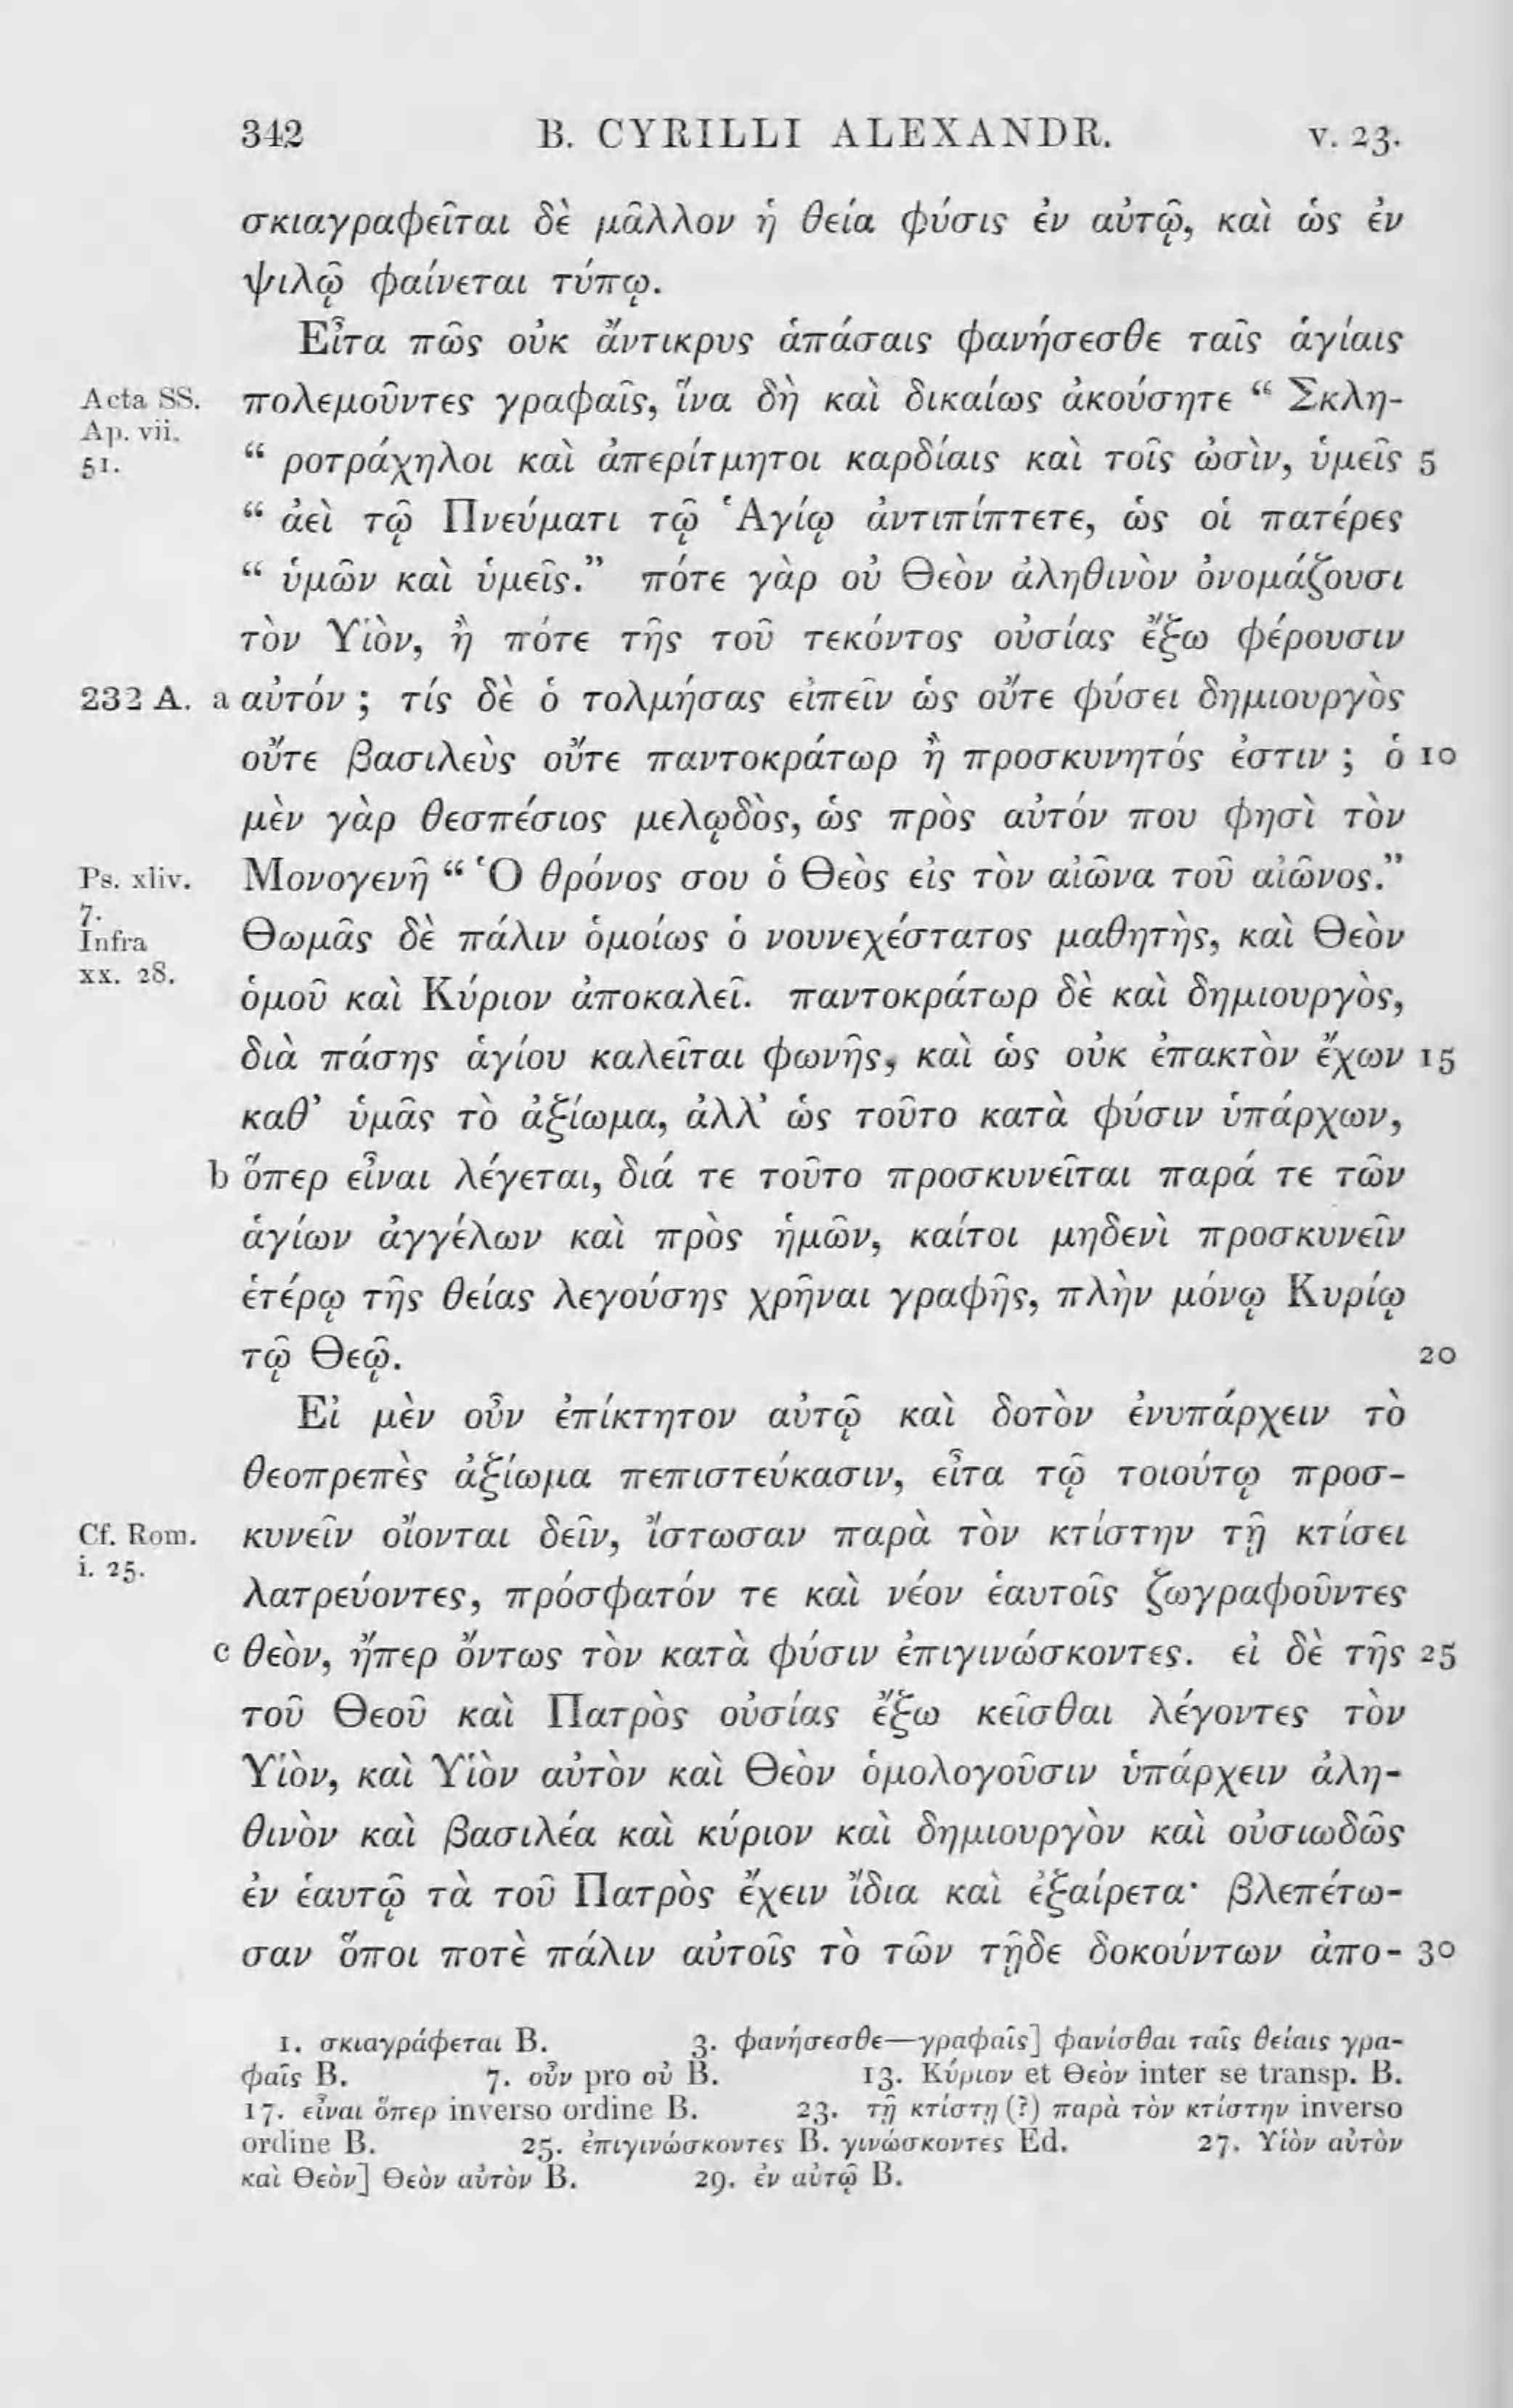 342 B. CYRILLI ALEXANDR. v. 23.
σκιαγραφεῖται δὲ μᾶλλον ἡ θεία φύσις ἐν αὐτῷ, καὶ ὡς ἐν
ψιλῷ φαίνεται τύπῳ.
Εἶτα πῶς οὐκ ἄντικρυς ἁπάσαις φανήσεσθε ταῖς ἁγίαις
Acta SS. πολεμοῦντες γραφαῖς, ἵνα δὴ καὶ δικαίως ἀκούσητε “ Σκλη-
Ap. vii.
51. “ ροτράχηλοι καὶ ἀπερίτμητοι καρδίαις καὶ τοῖς ὠσὶν, ὑμεῖς 5
“ ἀεὶ τῷ Πνεύματι τῷ Ἁγίῳ ἀντιπίπτετε, ὡς οἱ πατέρες
“ ὑμῶν καὶ ὑμεῖς.” πότε γὰρ οὐ Θεὸν ἀληθινὸν ὀνομάζουσι
τὸν Υἱὸν, ἢ πότε τῆς τοῦ τεκόντος οὐσίας ἔξω φέρουσιν
232 A. a αὐτόν ; τίς δὲ ὁ τολμήσας εἰπεῖν ὡς οὔτε φύσει δημιουργὸς
οὔτε βασιλεὺς οὔτε παντοκράτωρ ἢ προσκυνητός ἐστιν ; ὁ 10
μὲν γὰρ θεσπέσιος μελῳδὸς, ὡς πρὸς αὐτόν που φησὶ τὸν
Ps. xliv. Μονογενῆ “ Ὁ θρόνος σου ὁ Θεὸς εἰς τὸν αἰῶνα τοῦ αἰῶνος.”
7.
Infra Θωμᾶς δὲ πάλιν ὁμοίως ὁ νουνεχέστατος μαθητὴς, καὶ Θεὸν
xx. 28.
ὁμοῦ καὶ Κύριον ἀποκαλεῖ. παντοκράτωρ δὲ καὶ δημιουργὸς,
διὰ πάσης ἁγίου καλεῖται φωνῆς, καὶ ὡς οὐκ ἐπακτὸν ἔχων 15
καθ’ ὑμᾶς τὸ ἀξίωμα, ἀλλ’ ὡς τοῦτο κατὰ φύσιν ὑπάρχων,
b ὅπερ εἶναι λέγεται, διά τε τοῦτο προσκυνεῖται παρά τε τῶν
ἁγίων ἀγγέλων καὶ πρὸς ἡμῶν, καίτοι μηδενὶ προσκυνεῖν
ἑτέρῳ τῆς θείας λεγούσης χρῆναι γραφῆς, πλὴν μόνῳ Κυρίῳ
τῷ Θεῷ. 20
Εἰ μὲν οὖν ἐπίκτητον αὐτῷ καὶ δοτὸν ἐνυπάρχειν τὸ
θεοπρεπὲς ἀξίωμα πεπιστεύκασιν, εἶτα τῷ τοιούτῳ προσ-
Cf. Rom. κυνεῖν οἴονται δεῖν, ἴστωσαν παρὰ τὸν κτίστην τῇ κτίσει
i. 25.
λατρεύοντες, πρόσφατόν τε καὶ νέον ἑαυτοῖς ζωγραφοῦντες
c θεὸν, ἤπερ ὄντως τὸν κατὰ φύσιν ἐπιγινώσκοντες. εἰ δὲ τῆς 25
τοῦ Θεοῦ καὶ Πατρὸς οὐσίας ἔξω κεῖσθαι λέγοντες τὸν
Υἱὸν, καὶ Υἱὸν αὐτὸν καὶ Θεὸν ὁμολογοῦσιν ὑπάρχειν ἀλη-
θινὸν καὶ βασιλέα καὶ κύριον καὶ δημιουργὸν καὶ οὐσιωδῶς
ἐν ἑαυτῷ τὰ τοῦ Πατρὸς ἔχειν ἴδια καὶ ἐξαίρετα· βλεπέτω-
σαν ὅποι ποτὲ πάλιν αὐτοῖς τὸ τῶν τῇδε δοκούντων ἀπο- 30
1. σκιαγράφεται B. 3. φανήσεσθε—γραφαῖς] φανίσθαι ταῖς θείαις γρα-
φαῖς B. 7. οὖν pro οὐ B. 13. Κύριον et Θεὸν inter se transp. B.
17. εἶναι ὅπερ inverso ordine B. 23. τῇ κτίστῃ (?) παρὰ τὸν κτίστην inverso
ordine B. 25. ἐπιγινώσκοντες B. γινώσκοντες Ed. 27. Υἱὸν αὐτὸν
καὶ Θεὸν] Θεὸν αὐτὸν B. 29. ἐν αὐτῷ B.